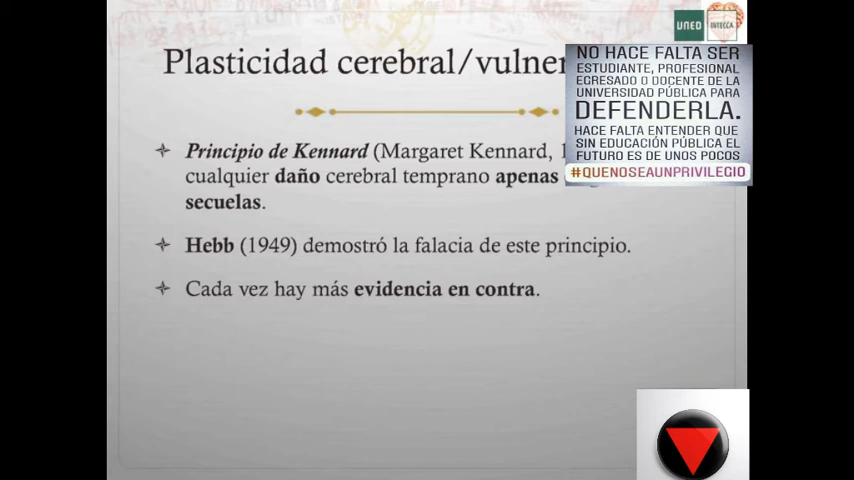 UNED
INTECCA
Plasticidad cerebral/vulner
NO HACE FALTA SER
ESTUDIANTE, PROFESIONAL
EGRESADO O DOCENTE DE LA
UNIVERSIDAD PÚBLICA PARA
DEFENDERLA.
HACE FALTA ENTENDER QUE
SIN EDUCACIÓN PÚBLICA EL
FUTURO ES DE UNOS POCOS
#QUENOSEAUNPRIVILEGIO
Principio de Kennard (Margaret Kennard,
cualquier daño cerebral temprano apenas
secuelas.
Hebb (1949) demostró la falacia de este principio.
Cada vez hay más evidencia en contra.